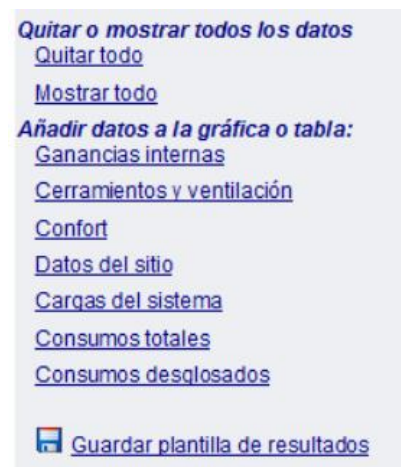 Quitar o mostrar todos los datos
Quitar todo
Mostrar todo
Añadir datos a la gráfica o tabla:
Ganancias internas
Cerramientos y ventilación
Confort
Datos del sitio
Cargas del sistema
Consumos totales
Consumos desglosados
Guardar plantilla de resultados